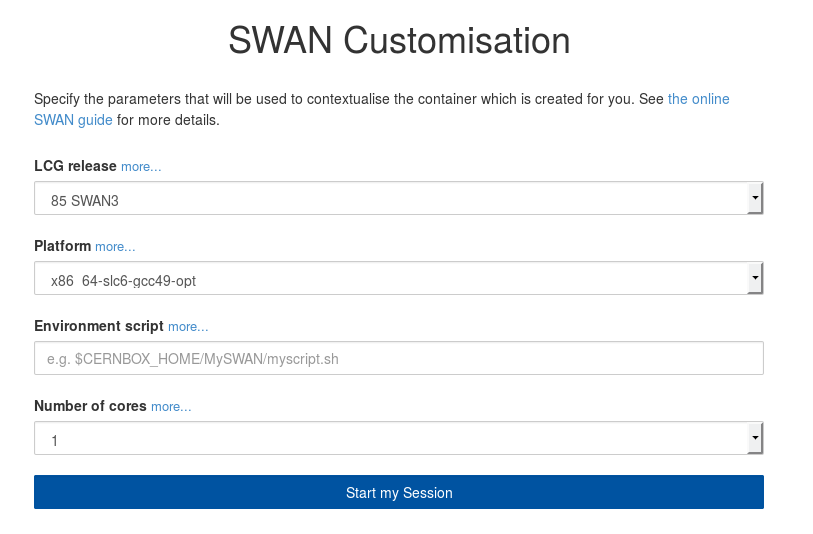 SWAN Customisation
Specify the parameters that will be used to contextualise the container which is created for you. See the online
SWAN guide for more details.
LCG release more...
85 SWAN3
Platform more...
x86_64-slc6-gcc49-opt
Environment script more...
e.g. $CERNBOX_HOME/MySWAN/myscript.sh
Number of cores more...
1
Start my Session